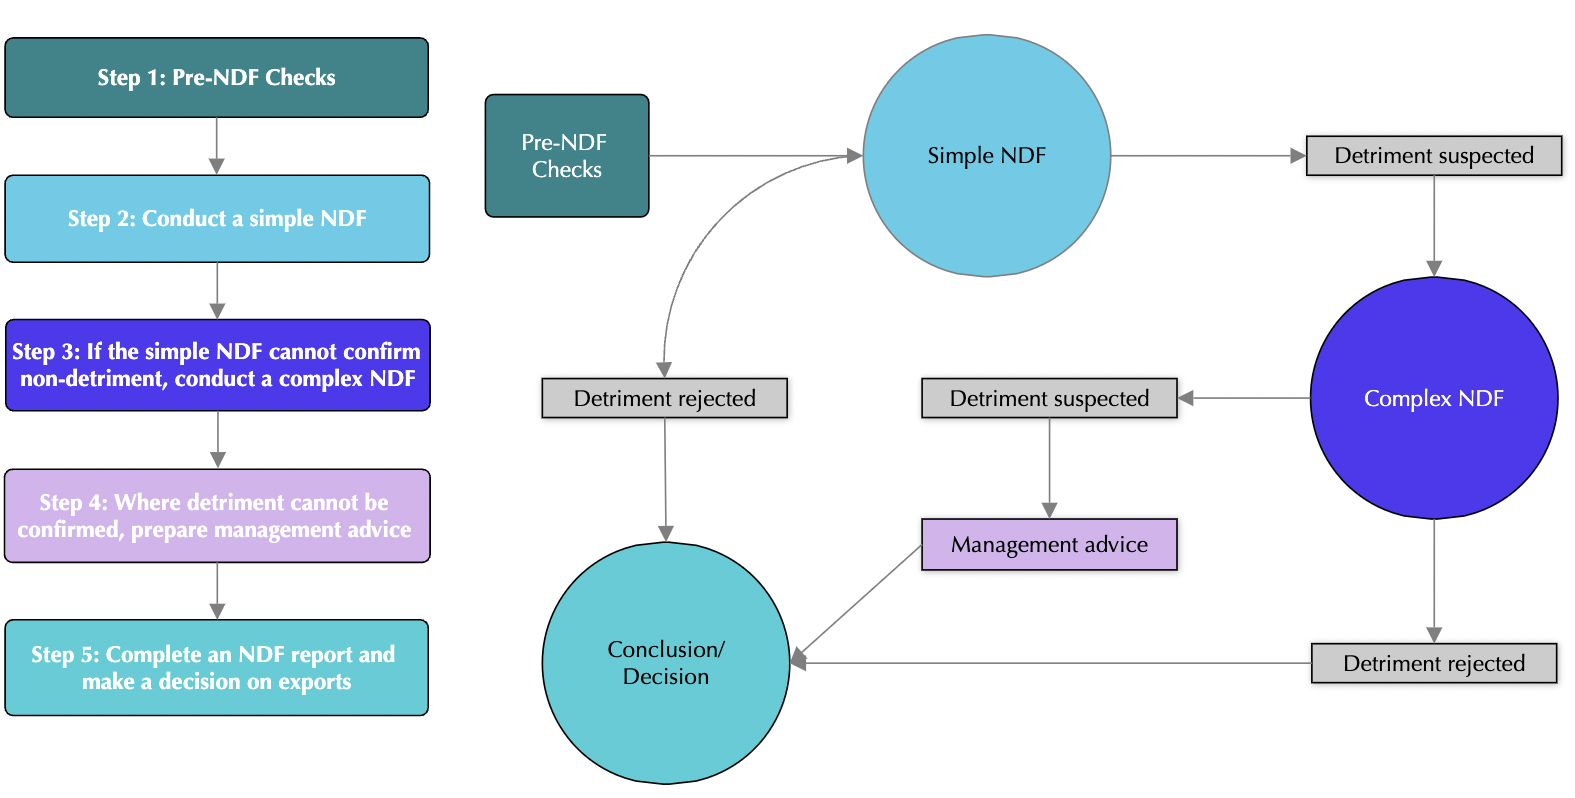 Step 1: Pre-NDF Checks
Step 2: Conduct a simple NDF
Step 3: If the simple NDF cannot confirm
non-detriment, conduct a complex NDF
Step 4: Where detriment cannot be
confirmed, prepare management advice
Step 5: Complete an NDF report and
make a decision on exports
Pre-NDF
Checks
Simple NDF
Detriment suspected
Detriment rejected
Detriment suspected
Complex NDF
Management advice
Conclusion/
Decision
Detriment rejected